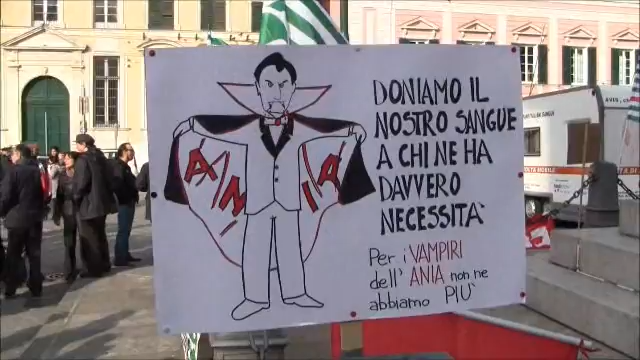 ANIA
DONIAMO IL
NOSTRO SANGUE
A CHI NE HA
DAVVERO
NECESSITÀ
Per i VAMPIRI
dell' ANIA non ne
abbiamo PIÙ